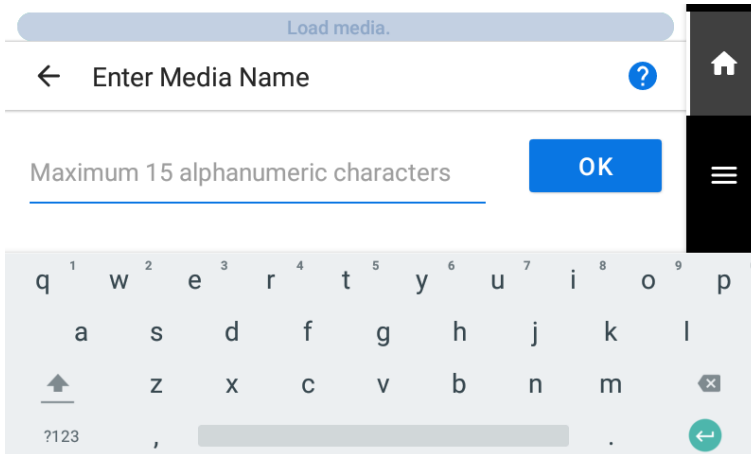 Load media.
Enter Media Name
?
Maximum 15 alphanumeric characters
OK
q 1 w 2 e 3 r 4 t 5 y 6 u 7 i 8 o 9 p
a s d f g h j k l
z x c v b n m
?123 , .